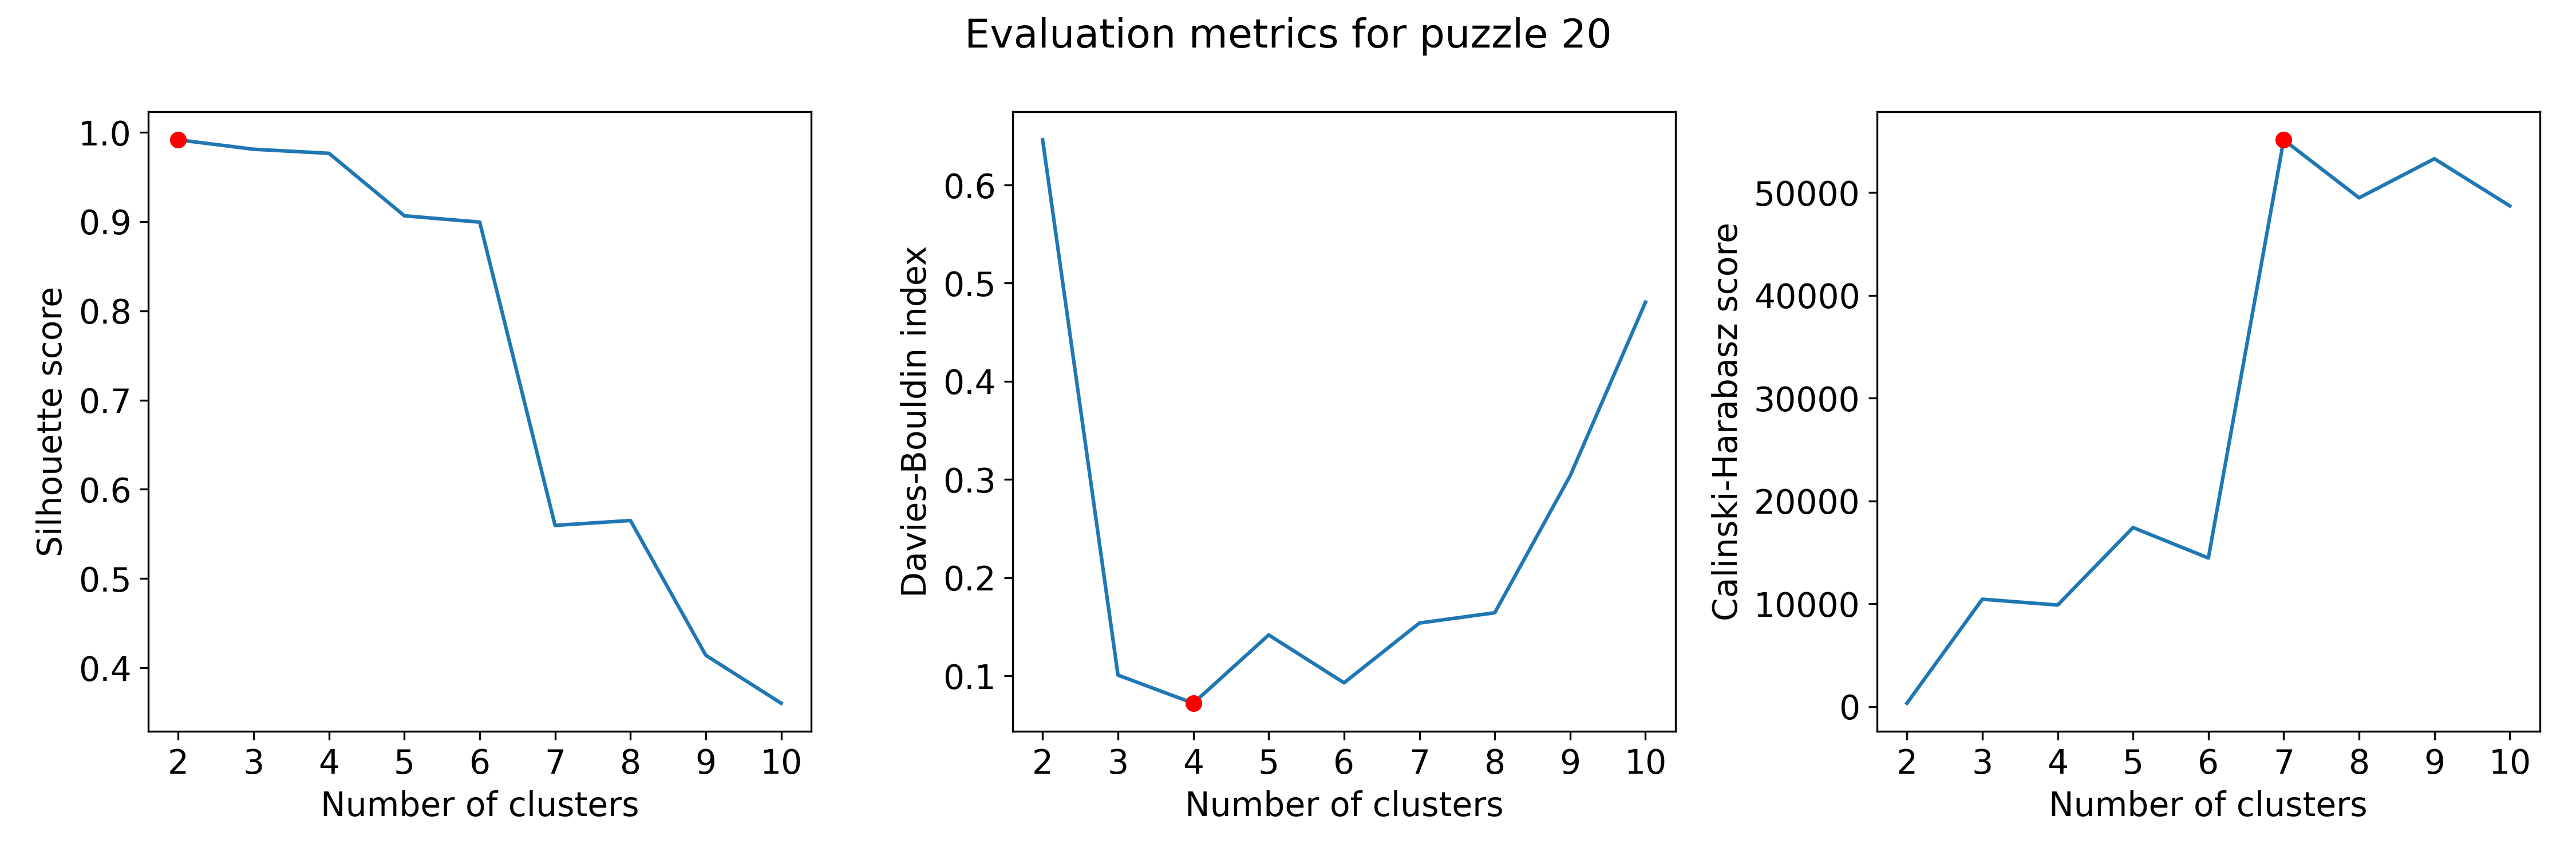 Evaluation metrics for puzzle 20
Silhouette score
1.0
0.9
0.8
0.7
0.6
0.5
0.4
2 3 4 5 6 7 8 9 10
Number of clusters
Davies-Bouldin index
0.6
0.5
0.4
0.3
0.2
0.1
2 3 4 5 6 7 8 9 10
Number of clusters
Calinski-Harabasz score
50000
40000
30000
20000
10000
0
2 3 4 5 6 7 8 9 10
Number of clusters